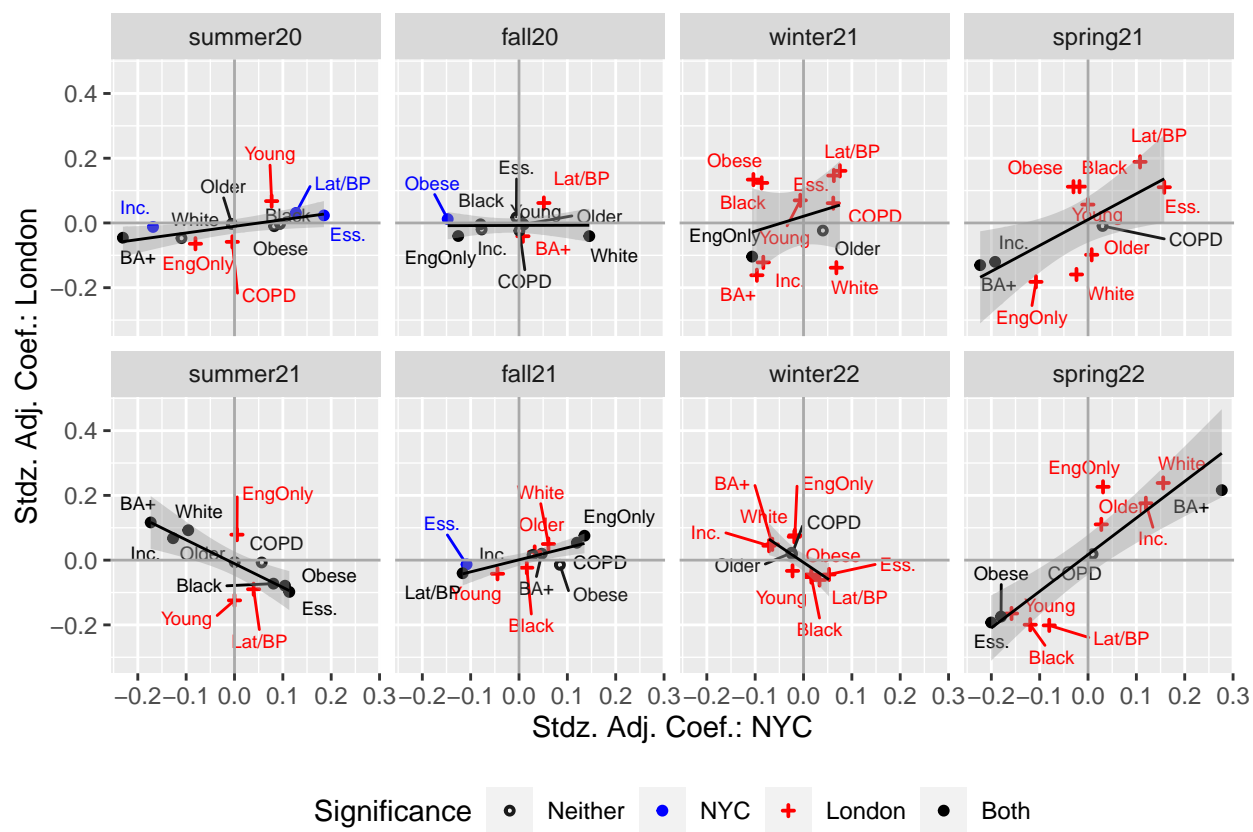 summer20 fall20 winter21 spring21
Stdz. Adj. Coef.: London
0.4
0.2
0.0
−0.2
Young
Older
Lat/BP
Inc.
White
Black
BA+
EngOnly
Obese
Ess.
COPD
Ess.
Obese
Lat/BP
Black
Young
Older
EngOnly
Inc.
BA+
White
COPD
Lat/BP
Obese
Ess.
Black
COPD
EngOnly
Young
Older
BA+
Inc.
White
Lat/BP
Obese
Black
Ess.
Young
Inc.
COPD
Older
BA+
White
EngOnly
summer21 fall21 winter22 spring22
0.4
0.2
0.0
−0.2
BA+
EngOnly
White
Inc.
Older
COPD
Black
Obese
Ess.
Young
Lat/BP
White
Ess.
Older
EngOnly
Inc.
COPD
Lat/BP
Young
BA+
Obese
Black
BA+
EngOnly
White
COPD
Inc.
Older
Obese
Ess.
Young
Lat/BP
Black
EngOnly
White
Older
BA+
Inc.
Obese
COPD
Young
Ess.
Lat/BP
Black
−0.2 −0.1 0.0 0.1 0.2 0.3 −0.2 −0.1 0.0 0.1 0.2 0.3 −0.2 −0.1 0.0 0.1 0.2 0.3 −0.2 −0.1 0.0 0.1 0.2 0.3
Stdz. Adj. Coef.: NYC
Significance Neither NYC London Both